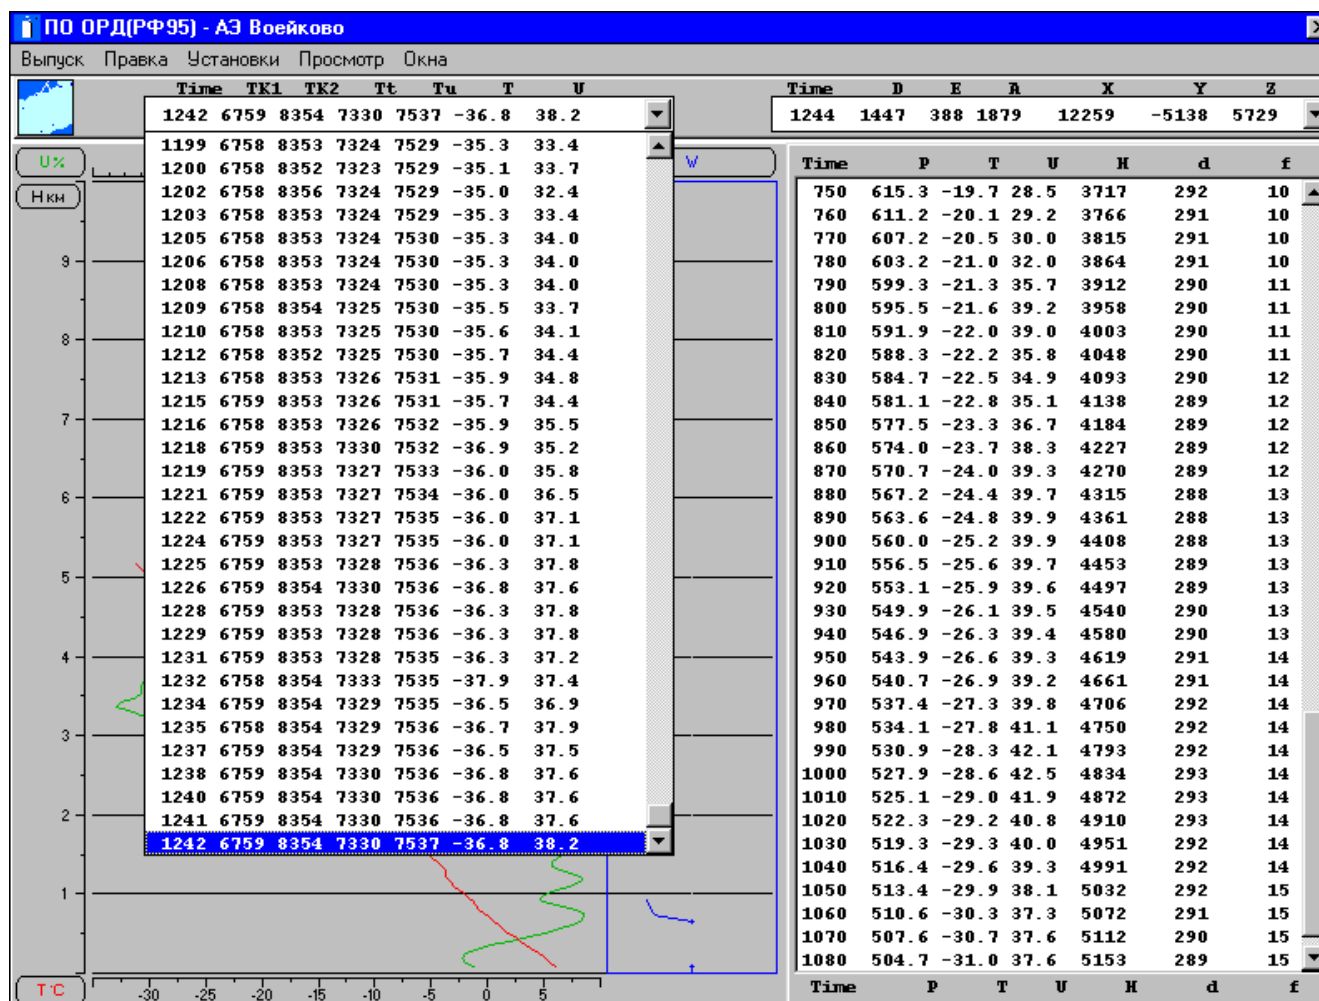 ПО ОРД(РФ95) - АЭ Воейково
Выпуск Правка Установки Просмотр Окна
Time TK1 TK2 Tt Tu T U
1242 6759 8354 7330 7537 -36.8 38.2
Time D E A X Y Z
1244 1447 388 1879 12259 -5138 5729
1199 6758 8353 7324 7529 -35.3 33.4
1200 6758 8352 7323 7529 -35.1 33.7
1202 6758 8356 7324 7529 -35.0 32.4
1203 6758 8353 7324 7529 -35.3 33.4
1205 6758 8353 7324 7530 -35.3 34.0
1206 6758 8353 7324 7530 -35.3 34.0
1208 6758 8353 7324 7530 -35.3 34.0
1209 6758 8354 7325 7530 -35.5 33.7
1210 6758 8353 7325 7530 -35.6 34.1
1212 6758 8352 7325 7530 -35.7 34.4
1213 6758 8353 7326 7531 -35.9 34.8
1215 6759 8353 7326 7531 -35.7 34.4
1216 6758 8353 7326 7532 -35.9 35.5
1218 6759 8353 7330 7532 -36.9 35.2
1219 6759 8353 7327 7533 -36.0 35.8
1221 6759 8353 7327 7534 -36.0 36.5
1222 6759 8353 7327 7535 -36.0 37.1
1224 6759 8353 7327 7535 -36.0 37.1
1225 6759 8353 7328 7536 -36.3 37.8
1226 6759 8354 7330 7536 -36.8 37.6
1228 6759 8353 7328 7536 -36.3 37.8
1229 6759 8353 7328 7536 -36.3 37.8
1231 6759 8353 7328 7535 -36.3 37.2
1232 6758 8354 7333 7535 -37.9 37.4
1234 6759 8354 7329 7535 -36.5 36.9
1235 6758 8354 7329 7536 -36.7 37.9
1237 6759 8354 7329 7536 -36.5 37.5
1238 6759 8354 7330 7536 -36.8 37.6
1240 6759 8354 7330 7536 -36.8 37.6
1241 6759 8354 7330 7536 -36.8 37.6
1242 6759 8354 7330 7537 -36.8 38.2
U%
W
Н км
9
8
7
6
5
4
3
2
1
T°C
-30 -25 -20 -15 -10 -5 0 5
Time P T U H d f
750 615.3 -19.7 28.5 3717 292 10
760 611.2 -20.1 29.2 3766 291 10
770 607.2 -20.5 30.0 3815 291 10
780 603.2 -21.0 32.0 3864 291 10
790 599.3 -21.3 35.7 3912 290 11
800 595.5 -21.6 39.2 3958 290 11
810 591.9 -22.0 39.0 4003 290 11
820 588.3 -22.2 35.8 4048 290 11
830 584.7 -22.5 34.9 4093 290 12
840 581.1 -22.8 35.1 4138 289 12
850 577.5 -23.3 36.7 4184 289 12
860 574.0 -23.7 38.3 4227 289 12
870 570.7 -24.0 39.3 4270 289 12
880 567.2 -24.4 39.7 4315 288 13
890 563.6 -24.8 39.9 4361 288 13
900 560.0 -25.2 39.9 4408 288 13
910 556.5 -25.6 39.7 4453 289 13
920 553.1 -25.9 39.6 4497 289 13
930 549.9 -26.1 39.5 4540 290 13
940 546.9 -26.3 39.4 4580 290 13
950 543.9 -26.6 39.3 4619 291 14
960 540.7 -26.9 39.2 4661 291 14
970 537.4 -27.3 39.8 4706 292 14
980 534.1 -27.8 41.1 4750 292 14
990 530.9 -28.3 42.1 4793 292 14
1000 527.9 -28.6 42.5 4834 293 14
1010 525.1 -29.0 41.9 4872 293 14
1020 522.3 -29.2 40.8 4910 293 14
1030 519.3 -29.3 40.0 4951 292 14
1040 516.4 -29.6 39.3 4991 292 14
1050 513.4 -29.9 38.1 5032 292 15
1060 510.6 -30.3 37.3 5072 291 15
1070 507.6 -30.7 37.6 5112 290 15
1080 504.7 -31.0 37.6 5153 289 15
Time P T U H d f